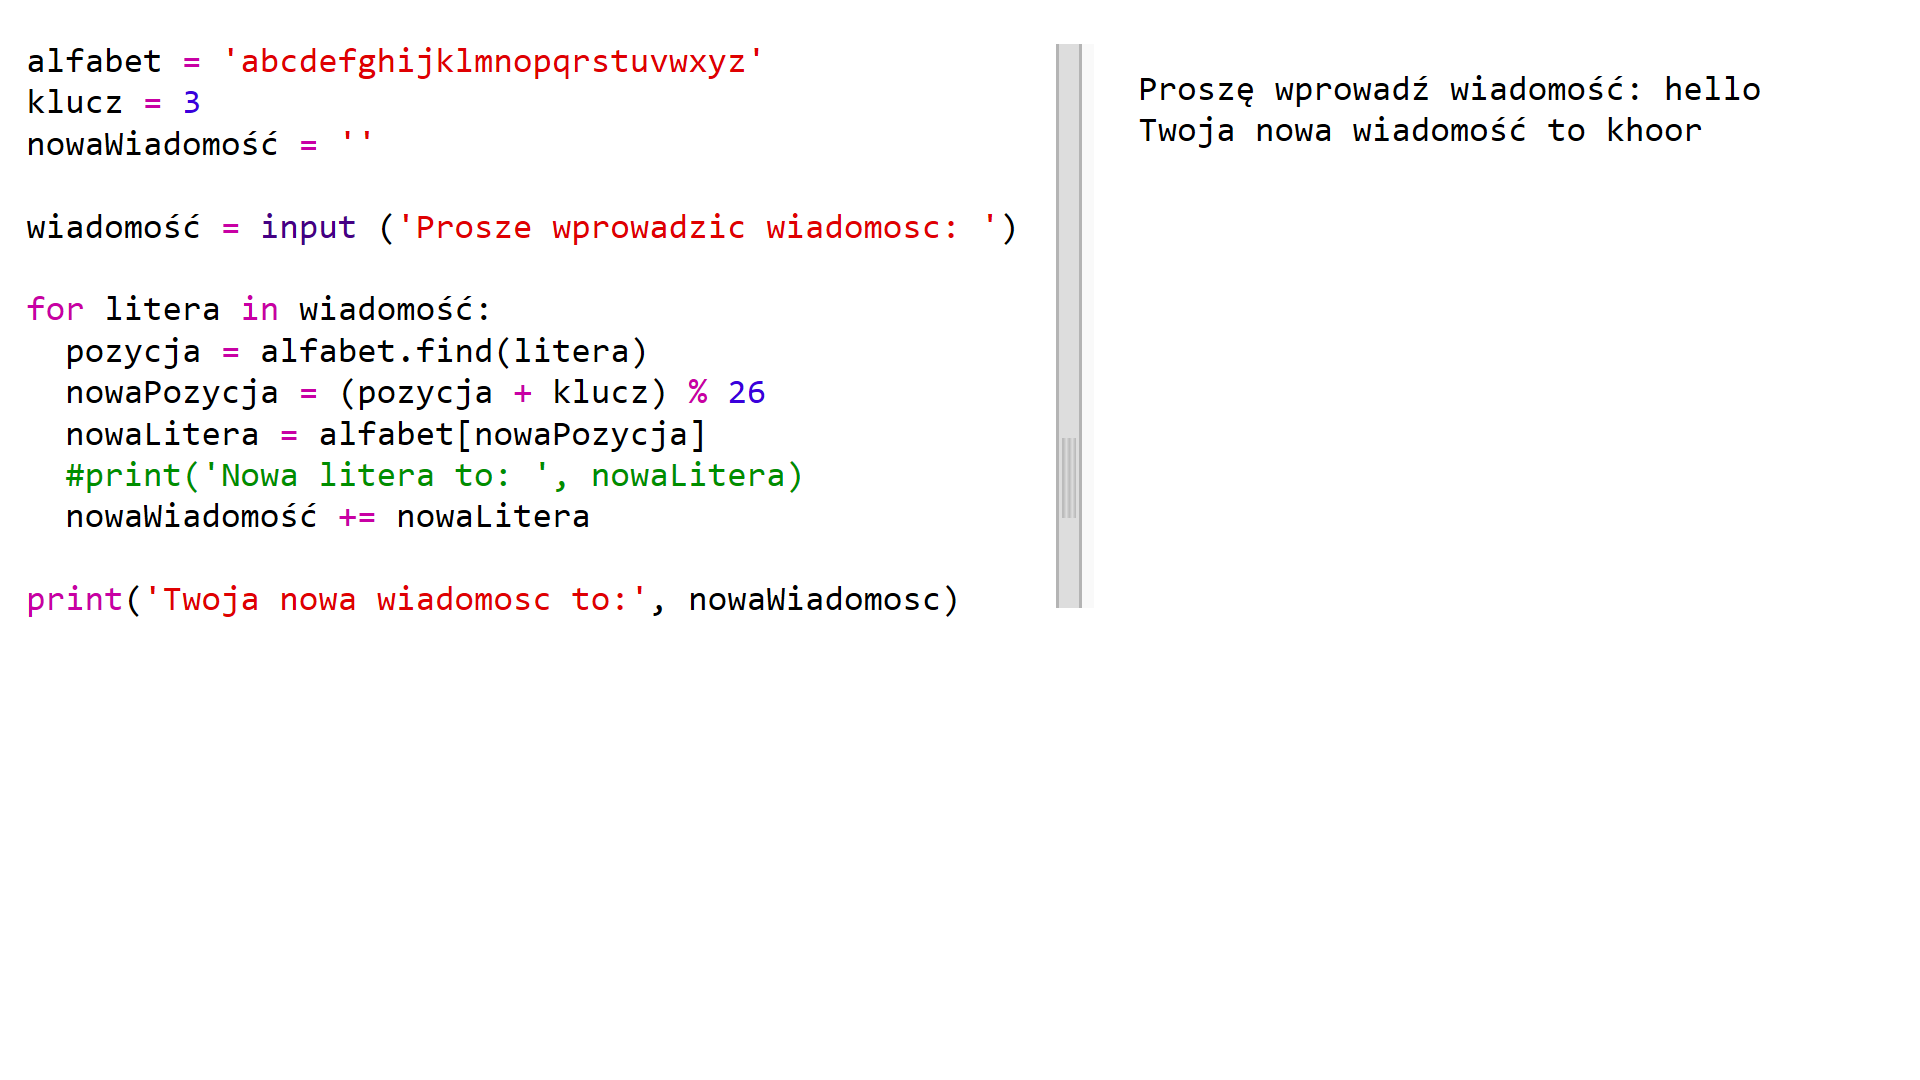 alfabet = 'abcdefghijklmnopqrstuvwxyz'
klucz = 3
nowaWiadomość = ''
wiadomość = input ('Prosze wprowadzic wiadomosc: ')
for litera in wiadomość:
  pozycja = alfabet.find(litera)
  nowaPozycja = (pozycja + klucz) % 26
  nowaLitera = alfabet[nowaPozycja]
  #print('Nowa litera to: ', nowaLitera)
  nowaWiadomość += nowaLitera
print('Twoja nowa wiadomosc to:', nowaWiadomosc)
Proszę wprowadź wiadomość: hello
Twoja nowa wiadomość to khoor